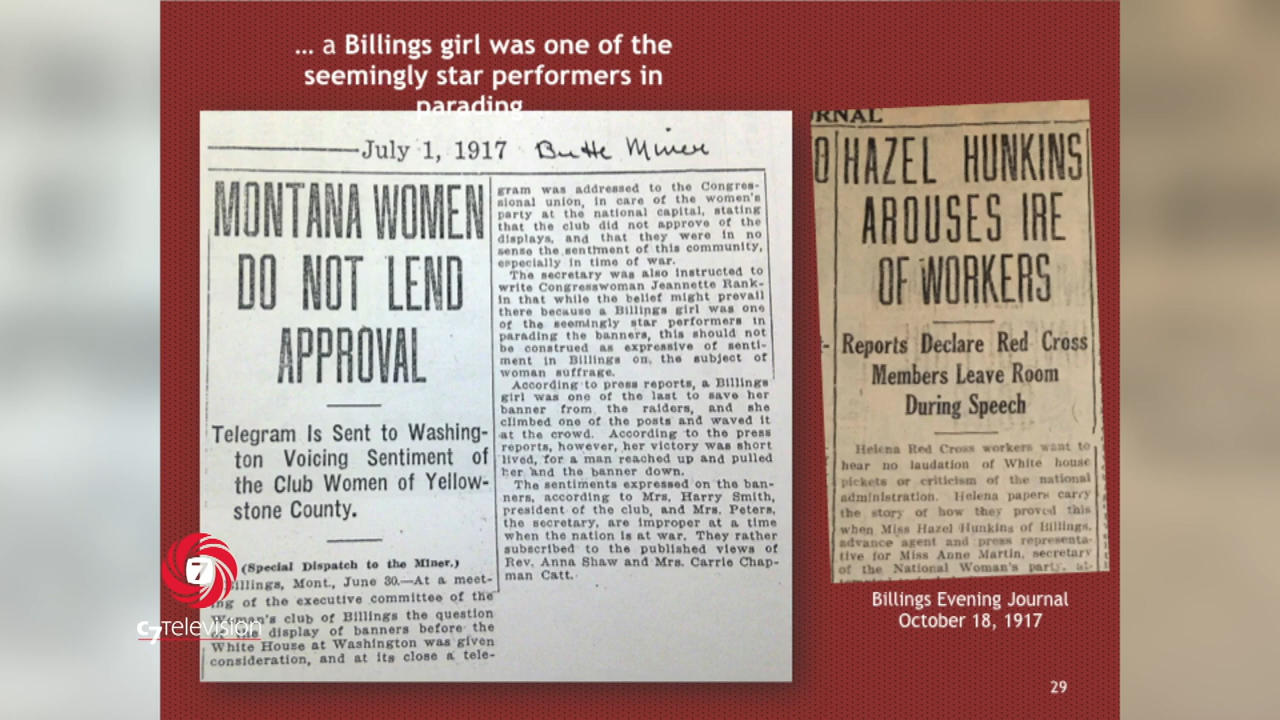 ... a Billings girl was one of the
seemingly star performers in
parading
July 1, 1917 Butte Miner
MONTANA WOMEN
DO NOT LEND
APPROVAL
Telegram Is Sent to Washing-
ton Voicing Sentiment of
the Club Women of Yellow-
stone County.
(Special Dispatch to the Miner.)
illings, Mont., June 30.—At a meet-
ing of the executive committee of the
Woman's club of Billings the question
of the display of banners before the
White House at Washington was given
consideration, and at its close a tele-
gram was addressed to the Congres-
sional union, in care of the women's
party at the national capital, stating
that the club did not approve of the
displays, and that they were in no
sense the sentiment of this community,
especially in time of war.
The secretary was also instructed to
write Congresswoman Jeannette Rank-
in that while the belief might prevail
there because a Billings girl was one
of the seemingly star performers in
parading the banners, this should not
be construed as expressive of senti-
ment in Billings on, the subject of
woman suffrage.
According to press reports, a Billings
girl was one of the last to save her
banner from the raiders, and she
climbed one of the posts and waved it
at the crowd. According to the press
reports, however, her victory was short
lived, for a man reached up and pulled
her and the banner down.
The sentiments expressed on the ban-
ners, according to Mrs. Harry Smith,
president of the club, and Mrs. Peters,
the secretary, are improper at a time
when the nation is at war. They rather
subscribed to the published views of
Rev. Anna Shaw and Mrs. Carrie Chap-
man Catt.
RNAL
O HAZEL HUNKINS
AROUSES IRE
OF WORKERS
Reports Declare Red Cross
Members Leave Room
During Speech
Helena Red Cross workers want to
hear no laudation of White house
pickets or criticism of the national
administration. Helena papers carry
the story of how they proved this
when Miss Hazel Hunkins of Billings,
advance agent and press representa-
tive for Miss Anne Martin, secretary
of the National Woman's party, at-
Billings Evening Journal
October 18, 1917
29
7
c7Television